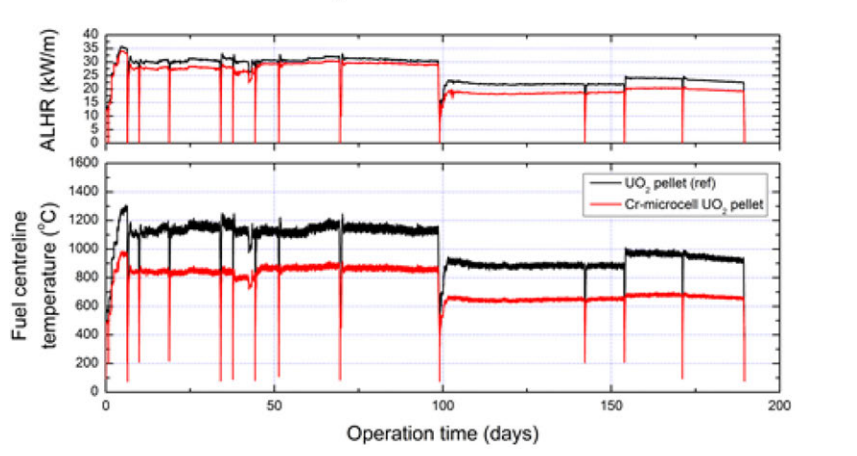 ALHR (kW/m)
40
35
30
25
20
15
10
5
0
Fuel centreline
temperature (°C)
1600
1400
1200
1000
800
600
400
200
0
UO₂ pellet (ref)
Cr-microcell UO₂ pellet
0 50 100 150 200
Operation time (days)